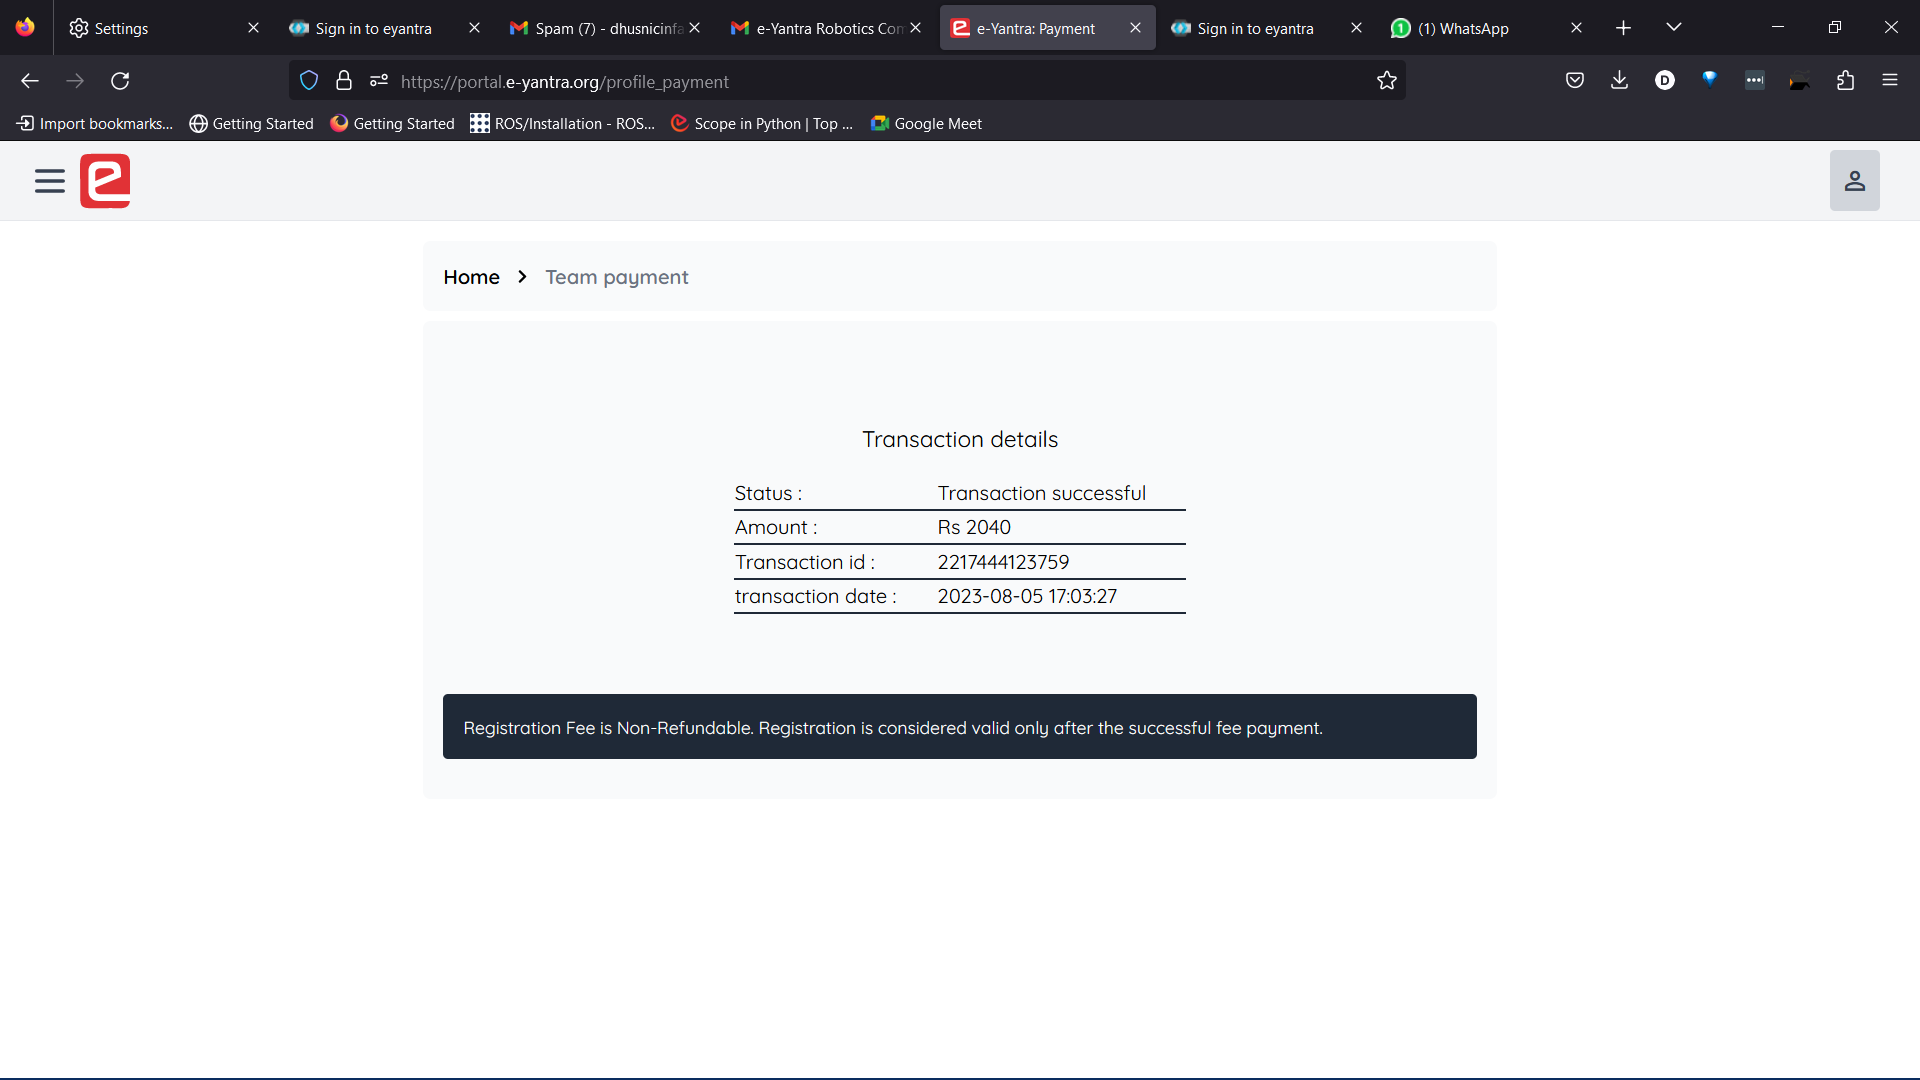 Settings
Sign in to eyantra
Spam (7) - dhusnicinfa
e-Yantra Robotics Com
e-Yantra: Payment
Sign in to eyantra
(1) WhatsApp
https://portal.e-yantra.org/profile_payment
Import bookmarks...
Getting Started
Getting Started
ROS/Installation - ROS...
Scope in Python | Top ...
Google Meet
Home > Team payment
Transaction details
Status : Transaction successful
Amount : Rs 2040
Transaction id : 2217444123759
transaction date : 2023-08-05 17:03:27
Registration Fee is Non-Refundable. Registration is considered valid only after the successful fee payment.